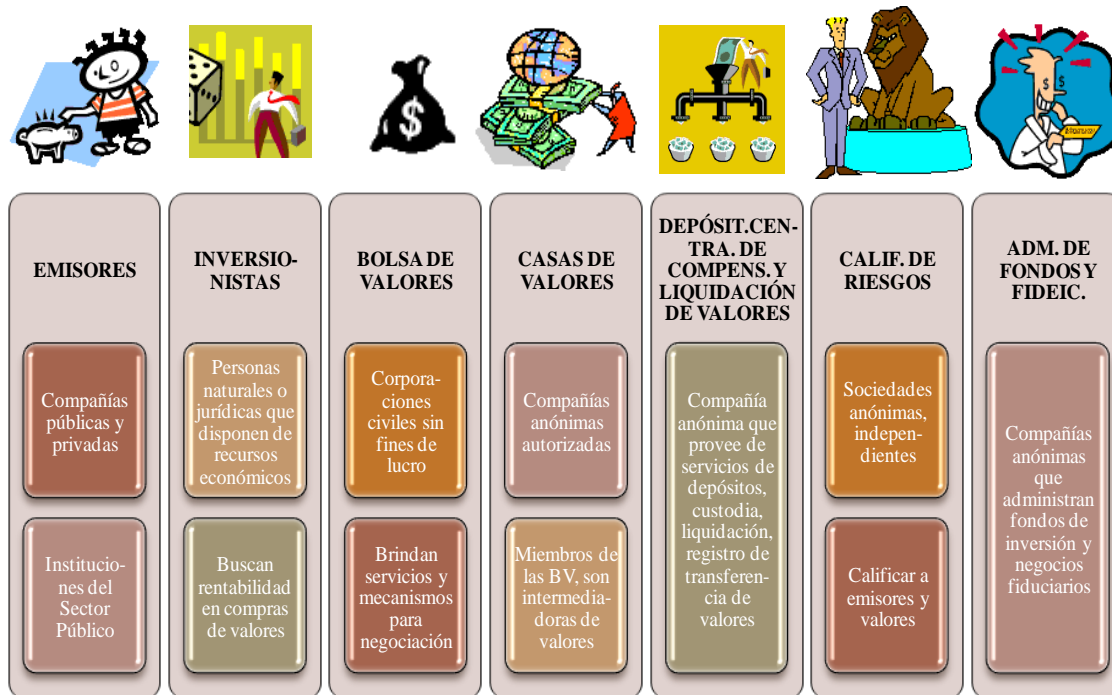 EMISORES
Compañías
públicas y
privadas
Institucio-
nes del
Sector
Público
INVERSIO-
NISTAS
Personas
naturales o
jurídicas que
disponen de
recursos
económicos
Buscan
rentabilidad
en compras
de valores
$
BOLSA DE
VALORES
Corpora-
ciones
civiles sin
fines de
lucro
Brindan
servicios y
mecanismos
para
negociación
CASAS DE
VALORES
Compañías
anónimas
autorizadas
Miembros de
las BV, son
intermedia-
doras de
valores
DEPÓSIT.CEN-
TRA. DE
COMPENS. Y
LIQUIDACIÓN
DE VALORES
Compañía
anónima que
provee de
servicios de
depósitos,
custodia,
liquidación,
registro de
transferen-
cia de
valores
CALIF. DE
RIESGOS
Sociedades
anónimas,
indepen-
dientes
Calificar a
emisores y
valores
$ $
ADM. DE
FONDOS Y
FIDEIC.
Compañías
anónimas
que
administran
fondos de
inversión y
negocios
fiduciarios